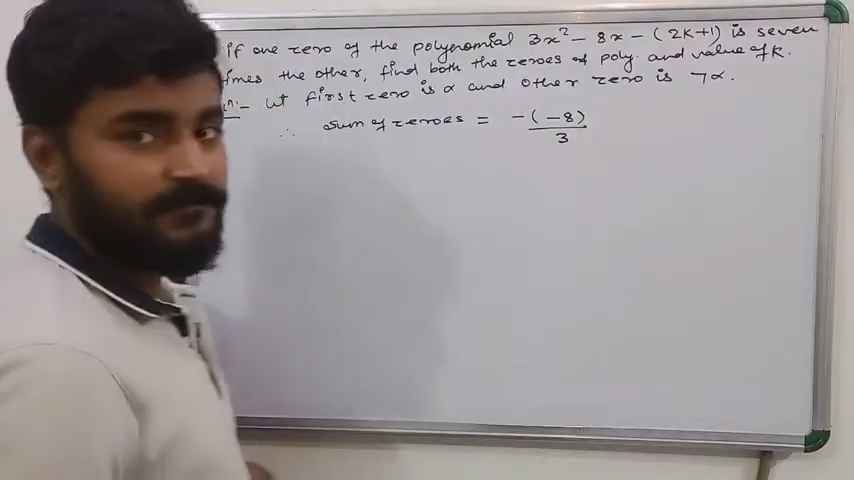 If one zero of the polynomial 3x² - 8x - (2k+1) is seven
times the other, find both the zeroes of poly. and value of k.
ln:- let first zero is α and other zero is 7α.
∴ sum of zeroes = -(-8)/3